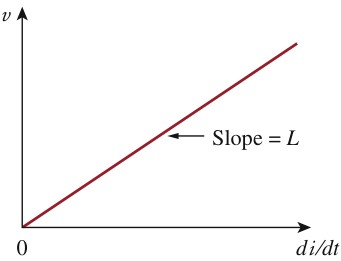 v
Slope = L
0
di/dt